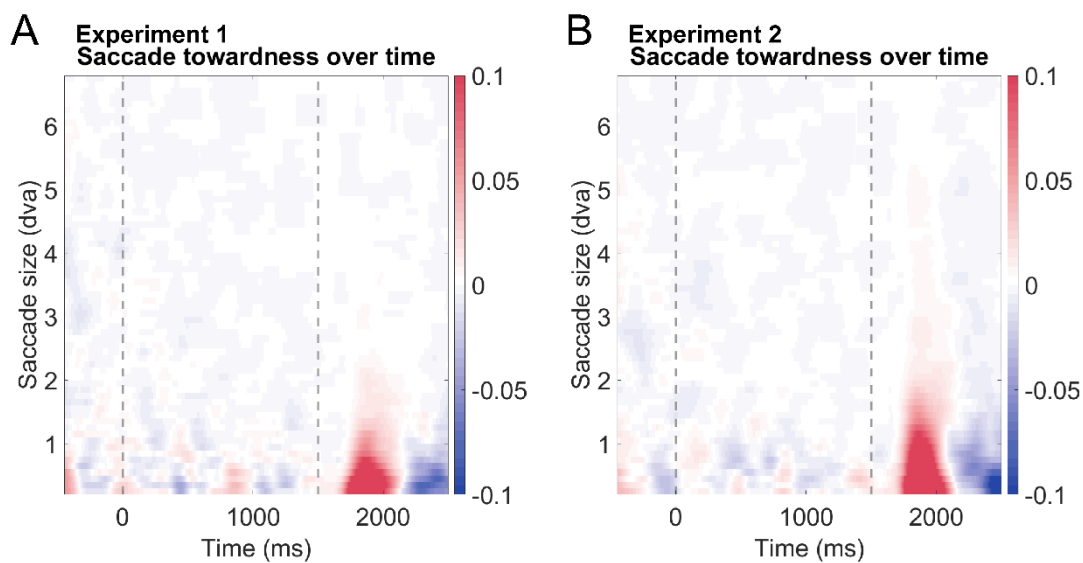 A
Experiment 1
Saccade towardness over time
Saccade size (dva)
6
5
4
3
2
1
0
1000
2000
Time (ms)
0.1
0.05
0
-0.05
-0.1
B
Experiment 2
Saccade towardness over time
Saccade size (dva)
6
5
4
3
2
1
0
1000
2000
Time (ms)
0.1
0.05
0
-0.05
-0.1